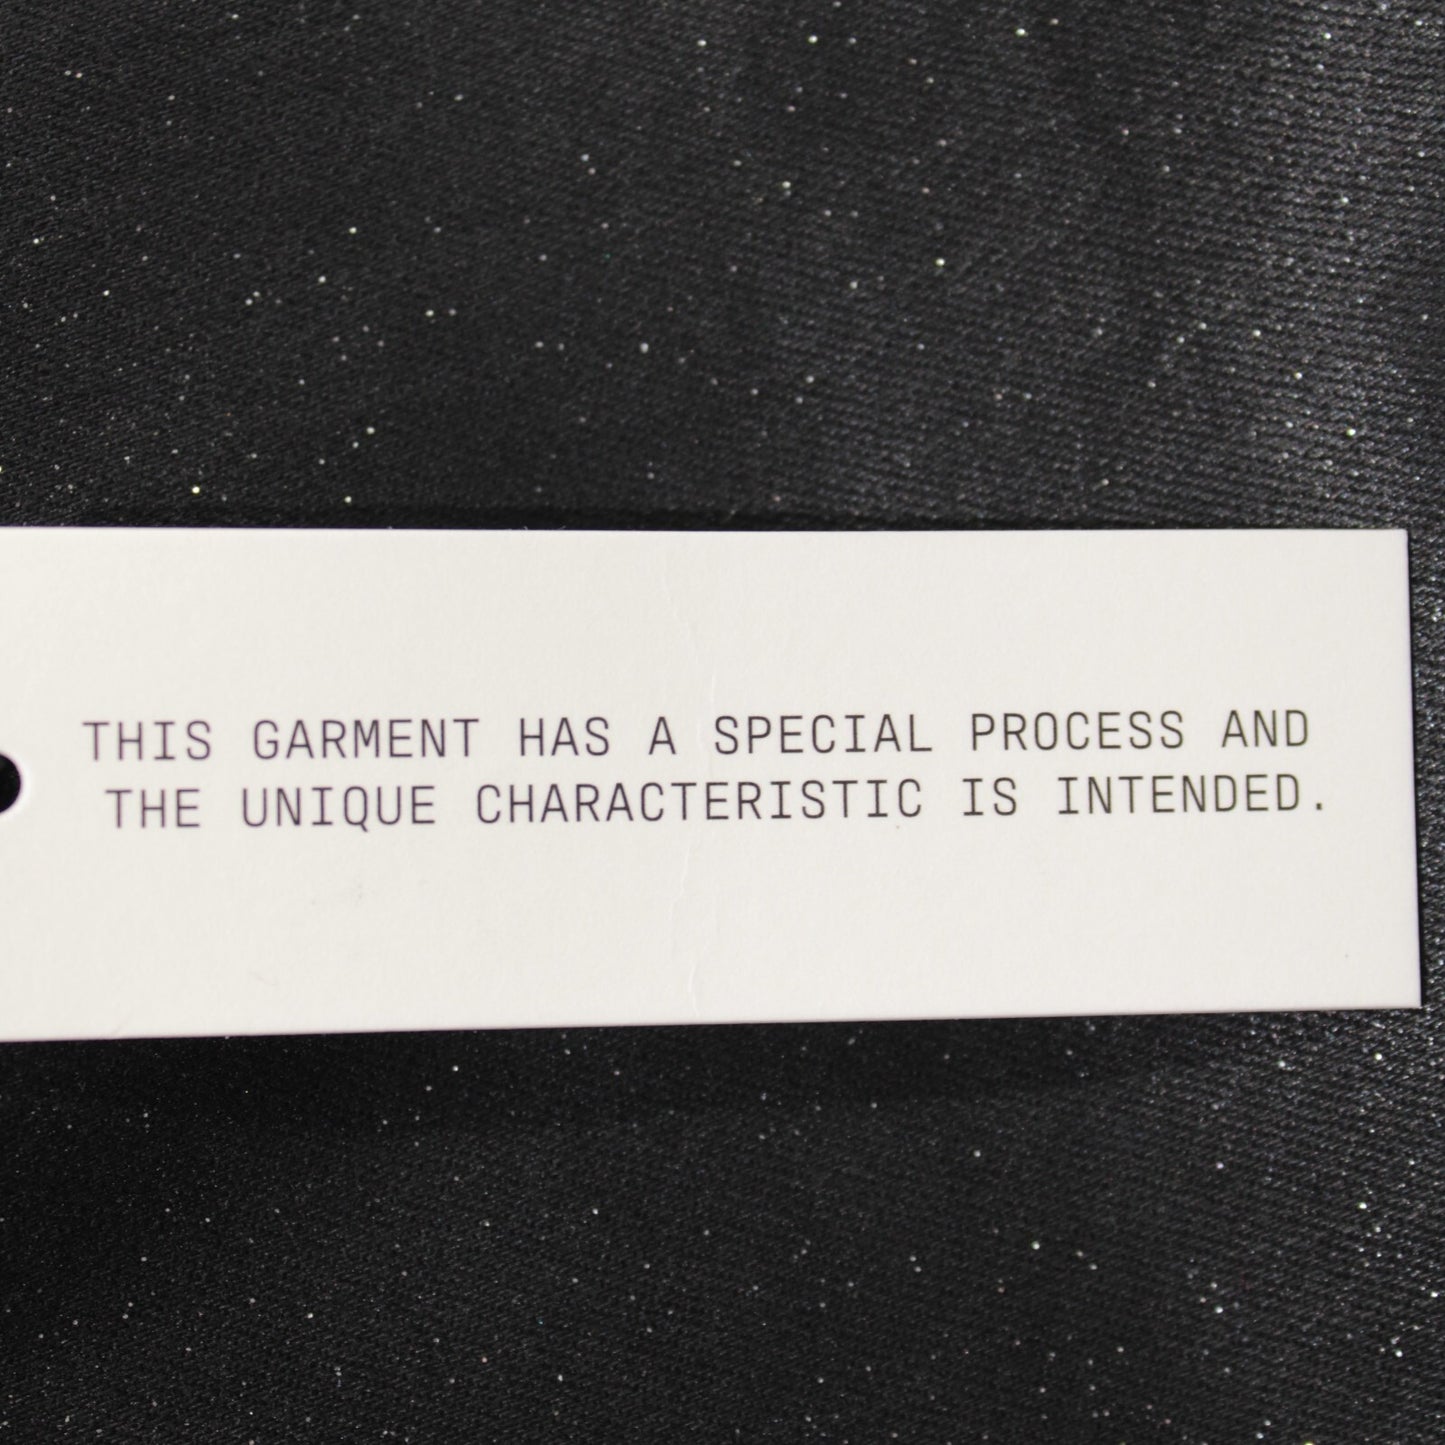 THIS GARMENT HAS A SPECIAL PROCESS AND
THE UNIQUE CHARACTERISTIC IS INTENDED.